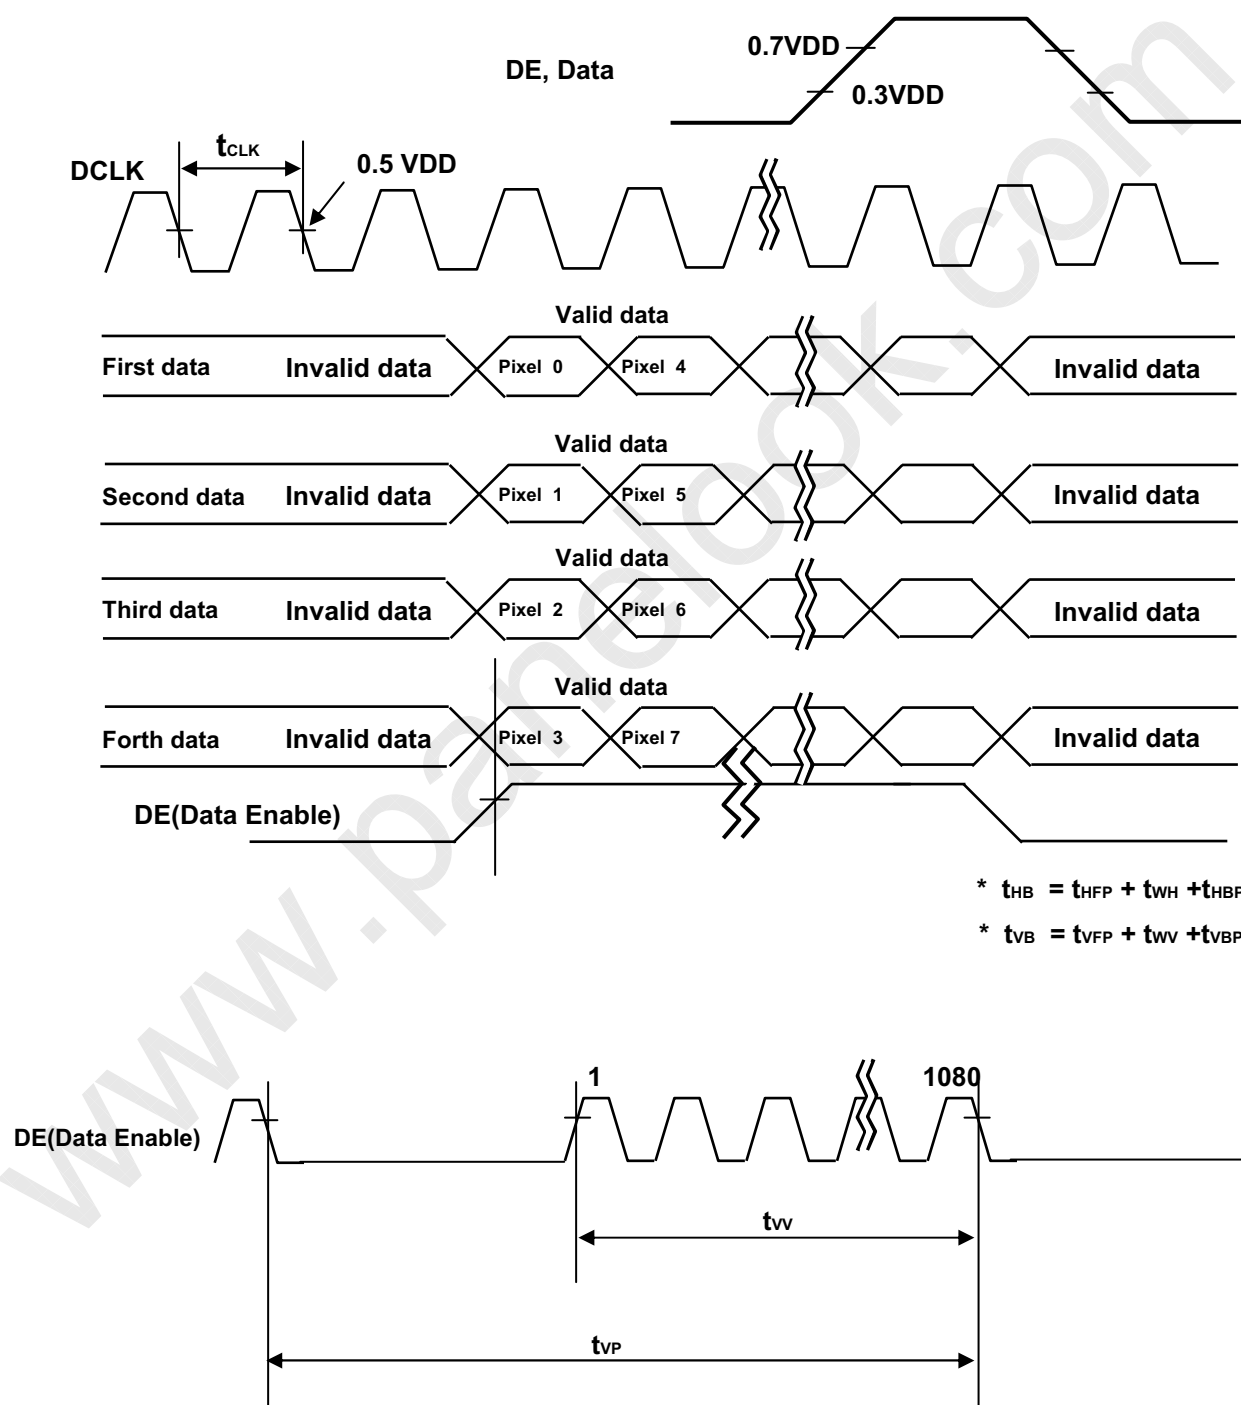 0.7VDD
DE, Data
0.3VDD
tCLK
DCLK
0.5 VDD
Valid data
First data Invalid data Pixel 0 Pixel 4 Invalid data
Valid data
Second data Invalid data Pixel 1 Pixel 5 Invalid data
Valid data
Third data Invalid data Pixel 2 Pixel 6 Invalid data
Valid data
Forth data Invalid data Pixel 3 Pixel 7 Invalid data
DE(Data Enable)
* tHB = tHFP + tWH +tHBP
* tVB = tVFP + tWV +tVBP
1 1080
DE(Data Enable)
tVV
tVP
www.panelook.com